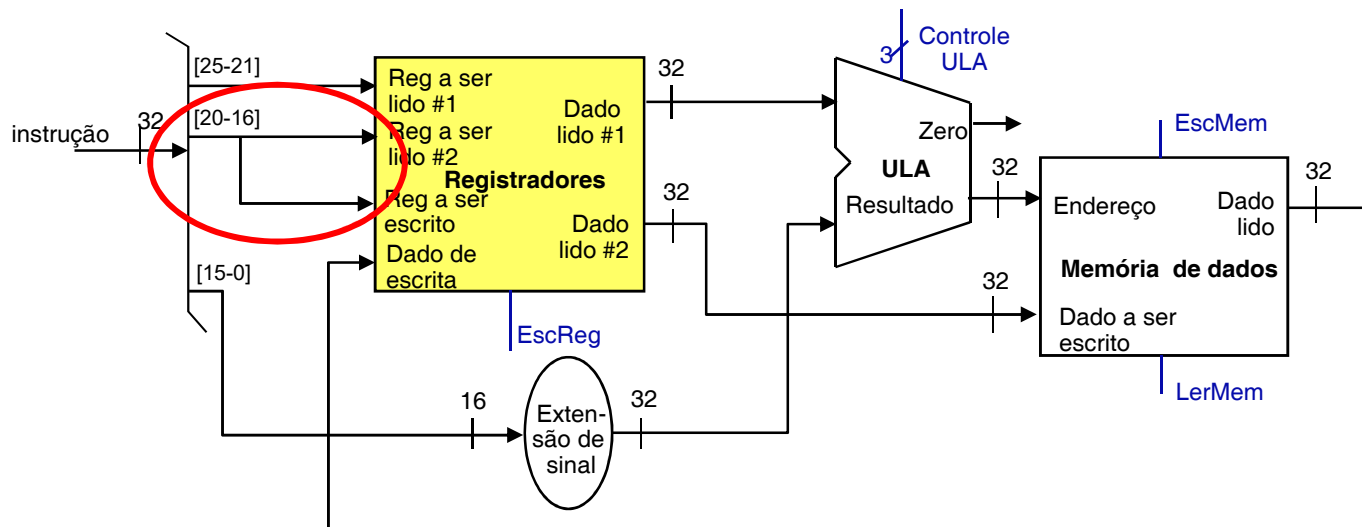 instrução
32
[25-21]
[20-16]
[15-0]
Reg a ser
lido #1
Reg a ser
lido #2
Registradores
Reg a ser
escrito
Dado de
escrita
Dado
lido #1
Dado
lido #2
EscReg
32
32
16
Exten-
são de
sinal
32
3
Controle
ULA
Zero
ULA
Resultado
32
32
EscMem
Endereço
Dado
lido
Memória de dados
Dado a ser
escrito
LerMem
32